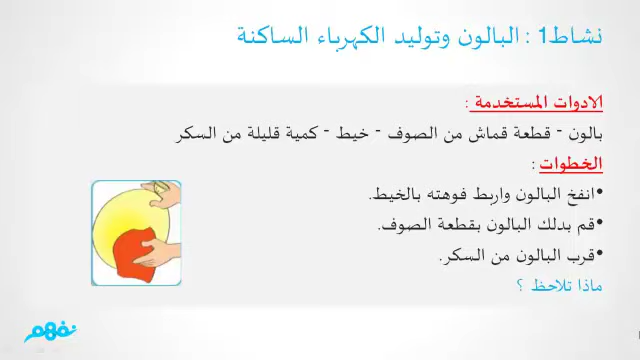 نشاط1 : البالون وتوليد الكهرباء الساكنة
الادوات المستخدمة :
بالون - قطعة قماش من الصوف - خيط - كمية قليلة من السكر
الخطوات :
•انفخ البالون واربط فوهته بالخيط.
•قم بدلك البالون بقطعة الصوف.
•قرب البالون من السكر.
ماذا تلاحظ ؟
نفهم